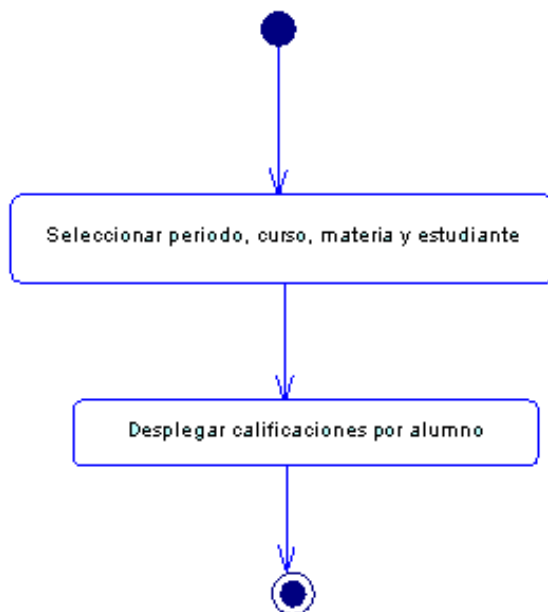 Seleccionar periodo, curso, materia y estudiante
Desplegar calificaciones por alumno